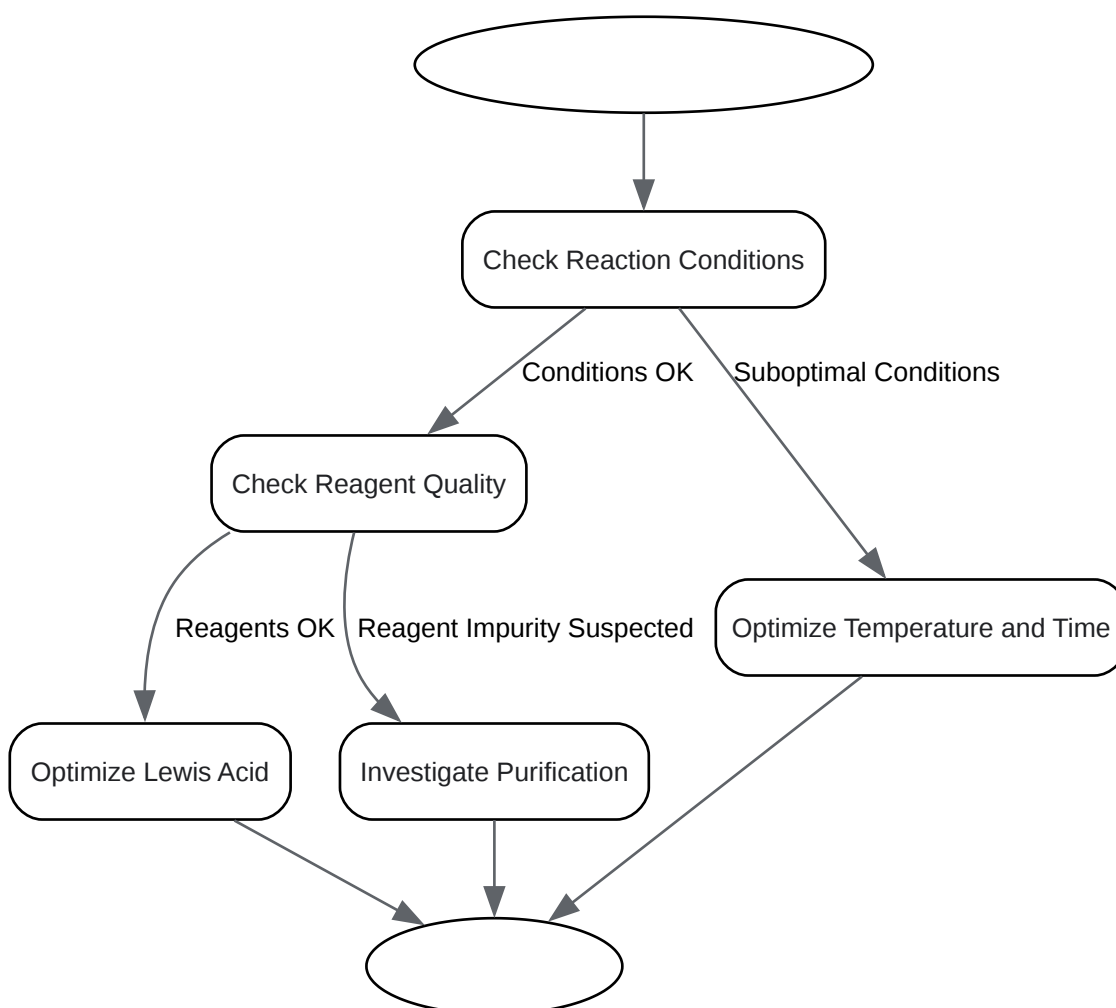 Check Reaction Conditions
Conditions OK
Suboptimal Conditions
Check Reagent Quality
Reagents OK
Reagent Impurity Suspected
Optimize Temperature and Time
Optimize Lewis Acid
Investigate Purification